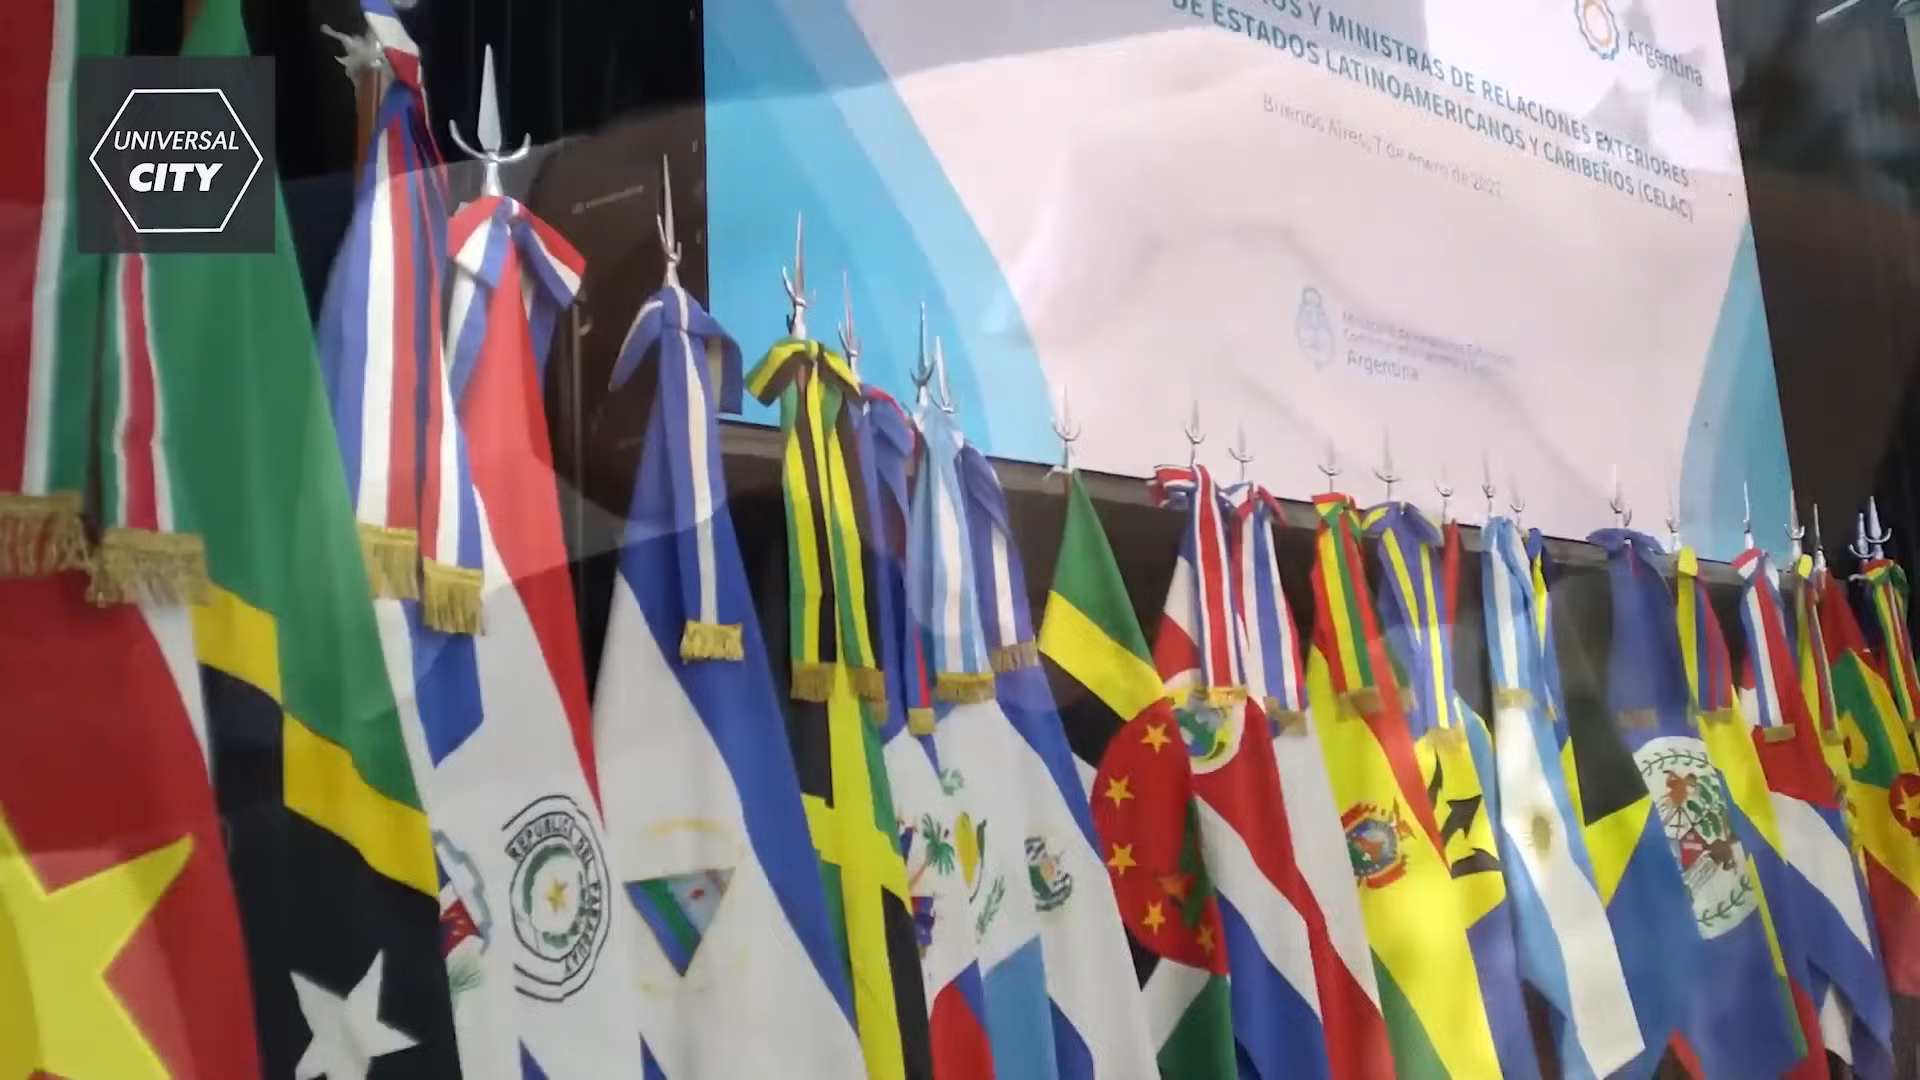 UNIVERSAL
CITY
Argentina
Y MINISTRAS DE RELACIONES EXTERIORES
DE ESTADOS LATINOAMERICANOS Y CARIBEÑOS (CELAC)
Buenos Aires, 7 de enero de 2022
Argentina
REPUBLICA DEL PARAGUAY